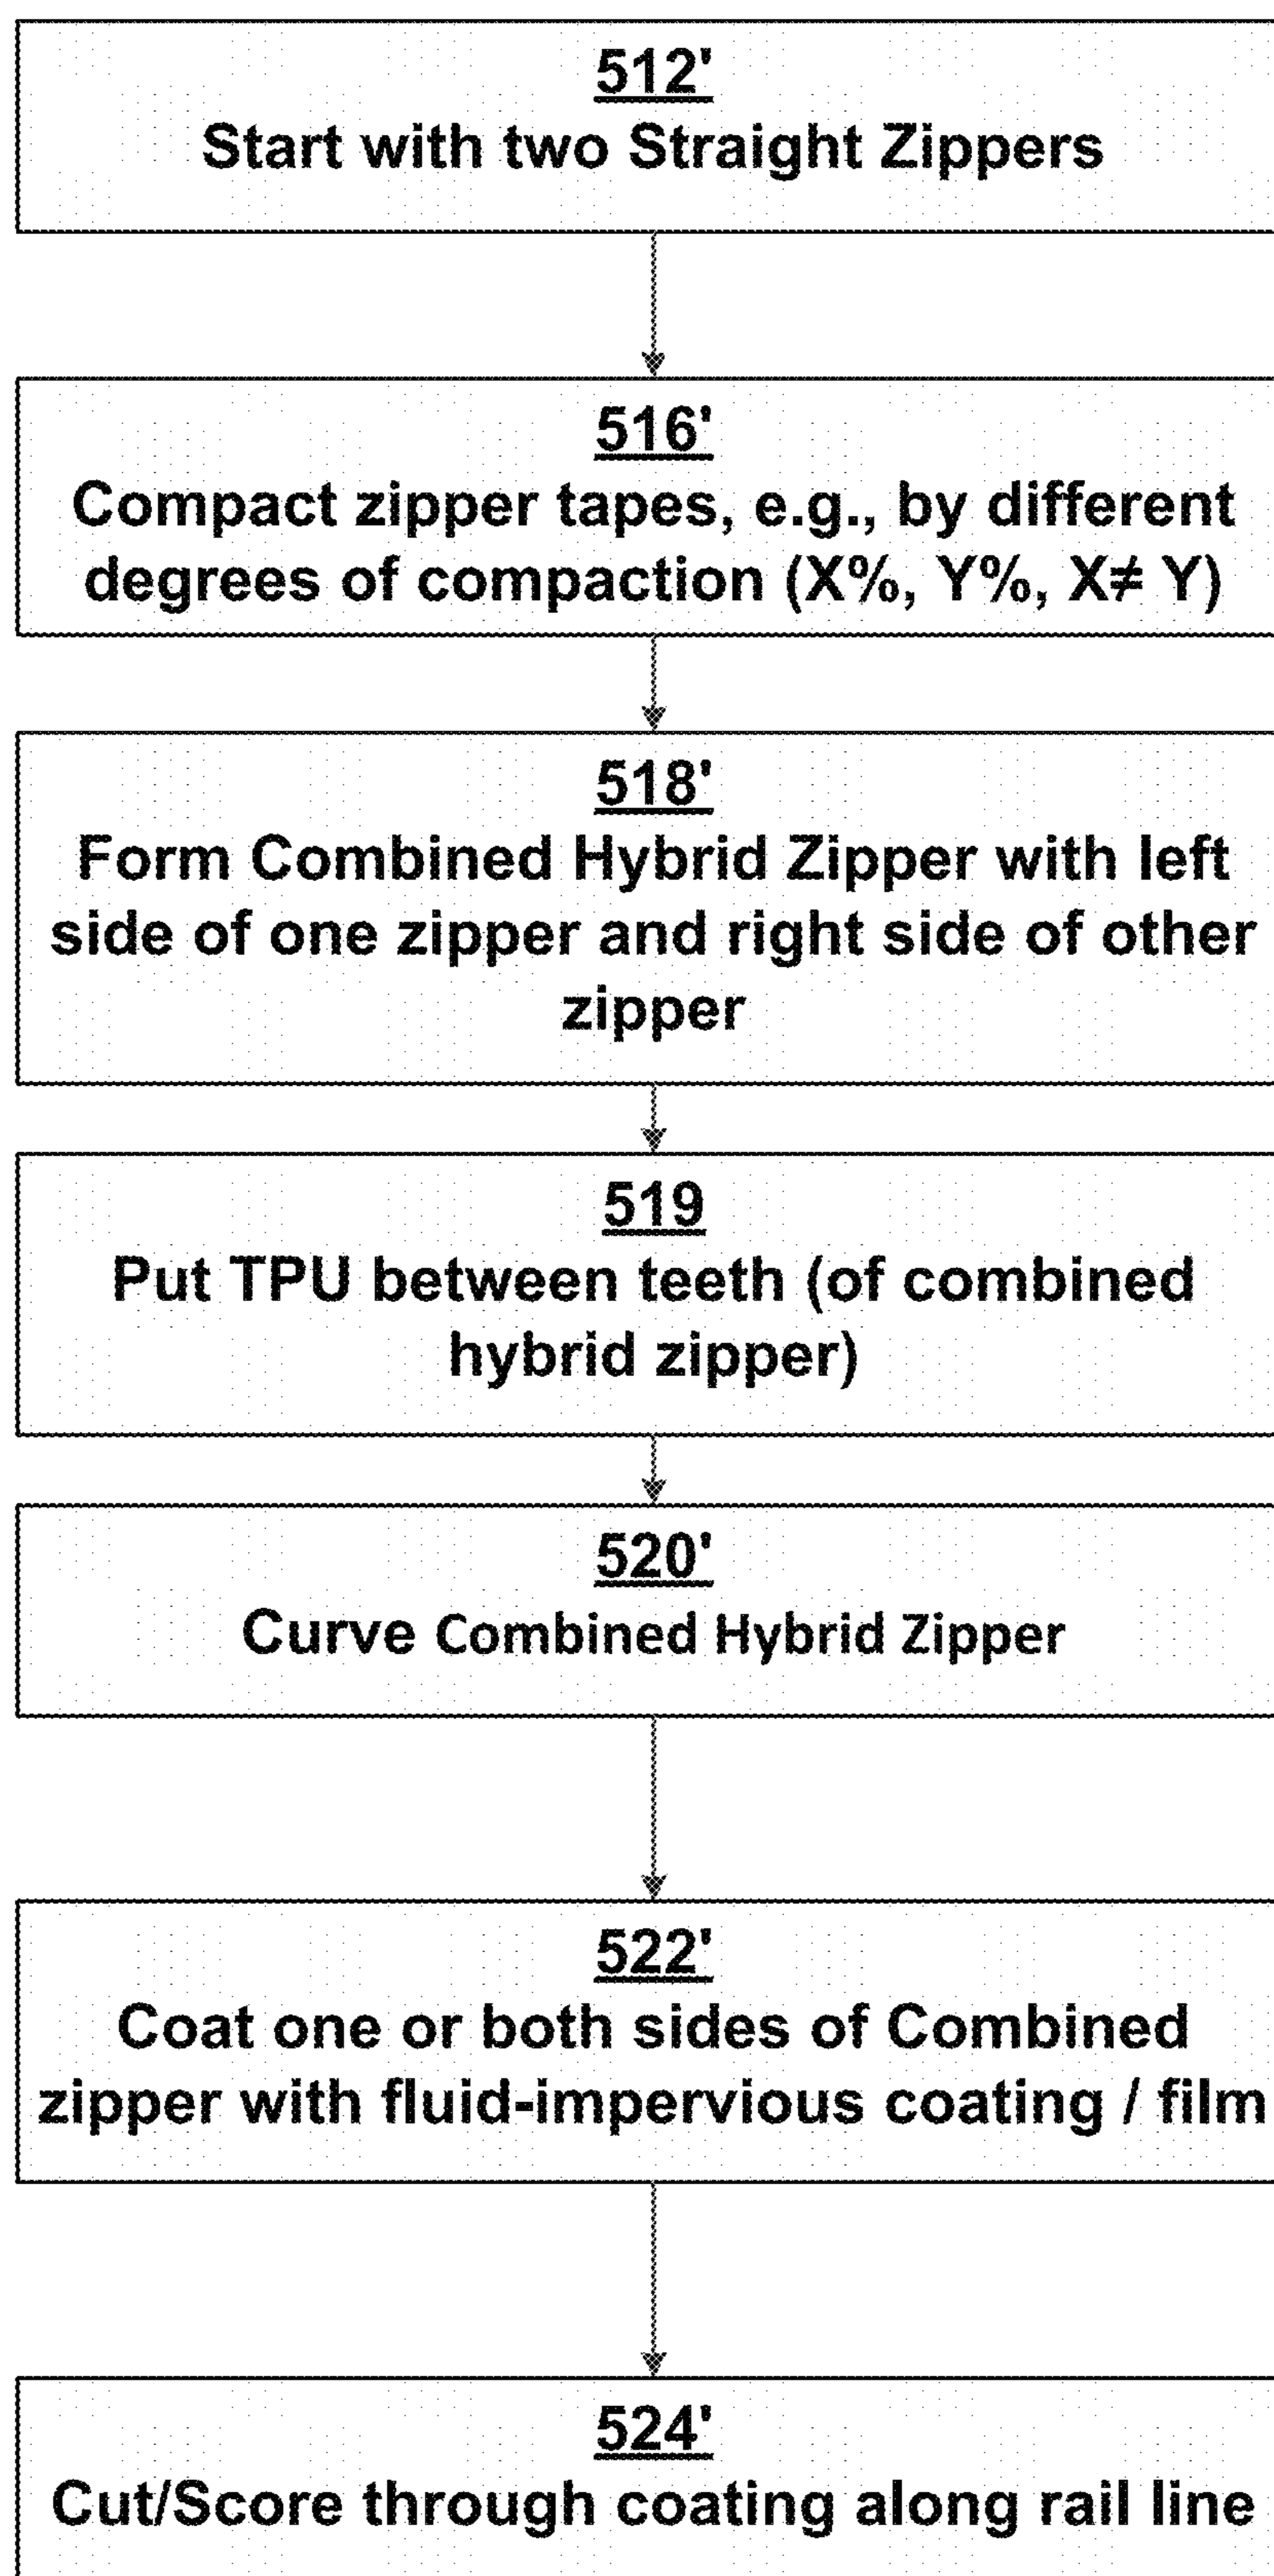 512'
Start with two Straight Zippers
516'
Compact zipper tapes, e.g., by different
degrees of compaction (X%, Y%, X≠ Y)
518'
Form Combined Hybrid Zipper with left
side of one zipper and right side of other
zipper
519
Put TPU between teeth (of combined
hybrid zipper)
520'
Curve Combined Hybrid Zipper
522'
Coat one or both sides of Combined
zipper with fluid-impervious coating / film
524'
Cut/Score through coating along rail line